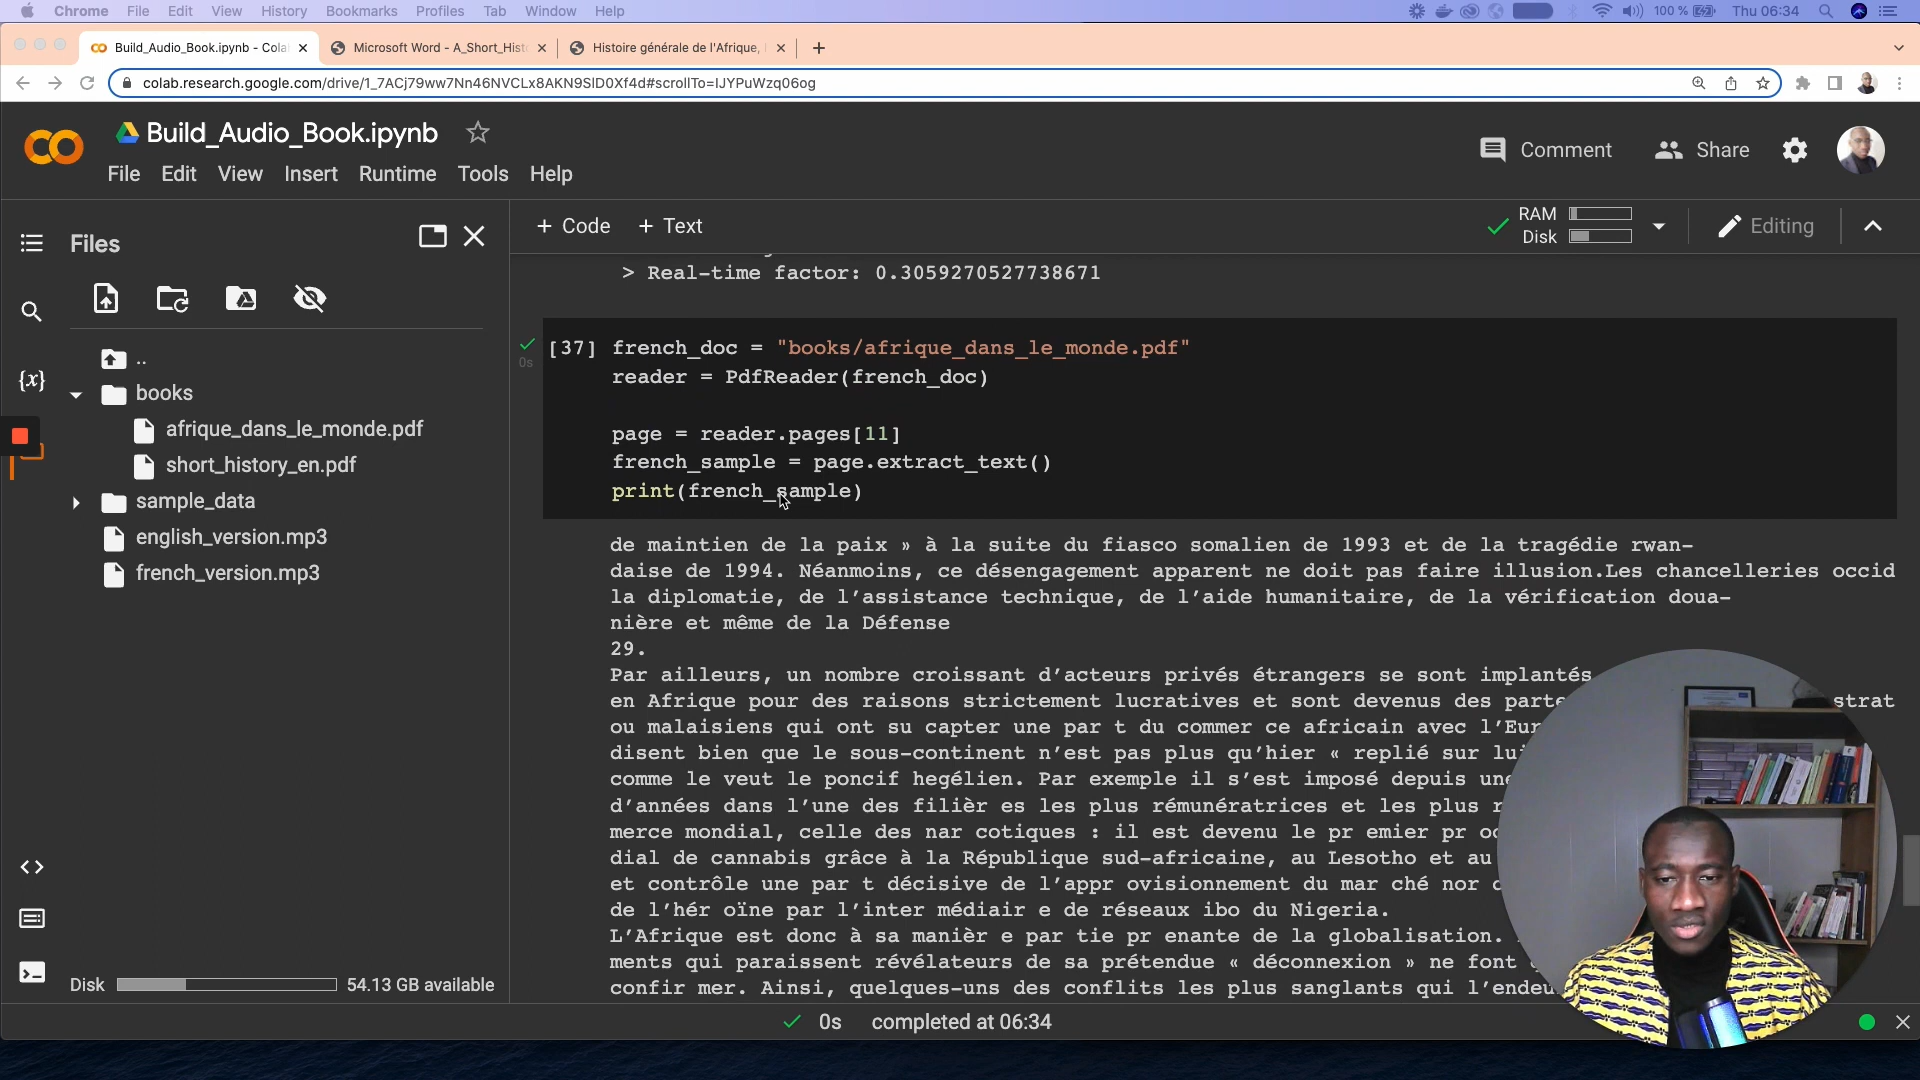 Chrome File Edit View History Bookmarks Profiles Tab Window Help 100 % Thu 06:34
Build_Audio_Book.ipynb - Cola Microsoft Word - A_Short_Hist Histoire générale de l'Afrique,
colab.research.google.com/drive/1_7ACj79ww7Nn46NVCLx8AKN9SlD0Xf4d#scrollTo=IJYPuWzq06og
Build_Audio_Book.ipynb
Comment Share
File Edit View Insert Runtime Tools Help
Files
+ Code + Text
RAM
Disk
Editing
> Real-time factor: 0.3059270527738671
..
books
afrique_dans_le_monde.pdf
short_history_en.pdf
sample_data
english_version.mp3
french_version.mp3
{x}
Disk 54.13 GB available
0s
[37] french_doc = "books/afrique_dans_le_monde.pdf"
reader = PdfReader(french_doc)
page = reader.pages[11]
french_sample = page.extract_text()
print(french_sample)
de maintien de la paix » à la suite du fiasco somalien de 1993 et de la tragédie rwan-
daise de 1994. Néanmoins, ce désengagement apparent ne doit pas faire illusion.Les chancelleries occid
la diplomatie, de l’assistance technique, de l’aide humanitaire, de la vérification doua-
nière et même de la Défense
29.
Par ailleurs, un nombre croissant d’acteurs privés étrangers se sont implantés
en Afrique pour des raisons strictement lucratives et sont devenus des parte strat
ou malaisiens qui ont su capter une par t du commer ce africain avec l’Eur
disent bien que le sous-continent n’est pas plus qu’hier « replié sur lui
comme le veut le poncif hegélien. Par exemple il s’est imposé depuis une
d’années dans l’une des filièr es les plus rémunératrices et les plus r
merce mondial, celle des nar cotiques : il est devenu le pr emier pr oc
dial de cannabis grâce à la République sud-africaine, au Lesotho et au
et contrôle une par t décisive de l’appr ovisionnement du mar ché nor d
de l’hér oïne par l’inter médiair e de réseaux ibo du Nigeria.
L’Afrique est donc à sa manièr e par tie pr enante de la globalisation.
ments qui paraissent révélateurs de sa prétendue « déconnexion » ne font
confir mer. Ainsi, quelques-uns des conflits les plus sanglants qui l’endeu
0s completed at 06:34